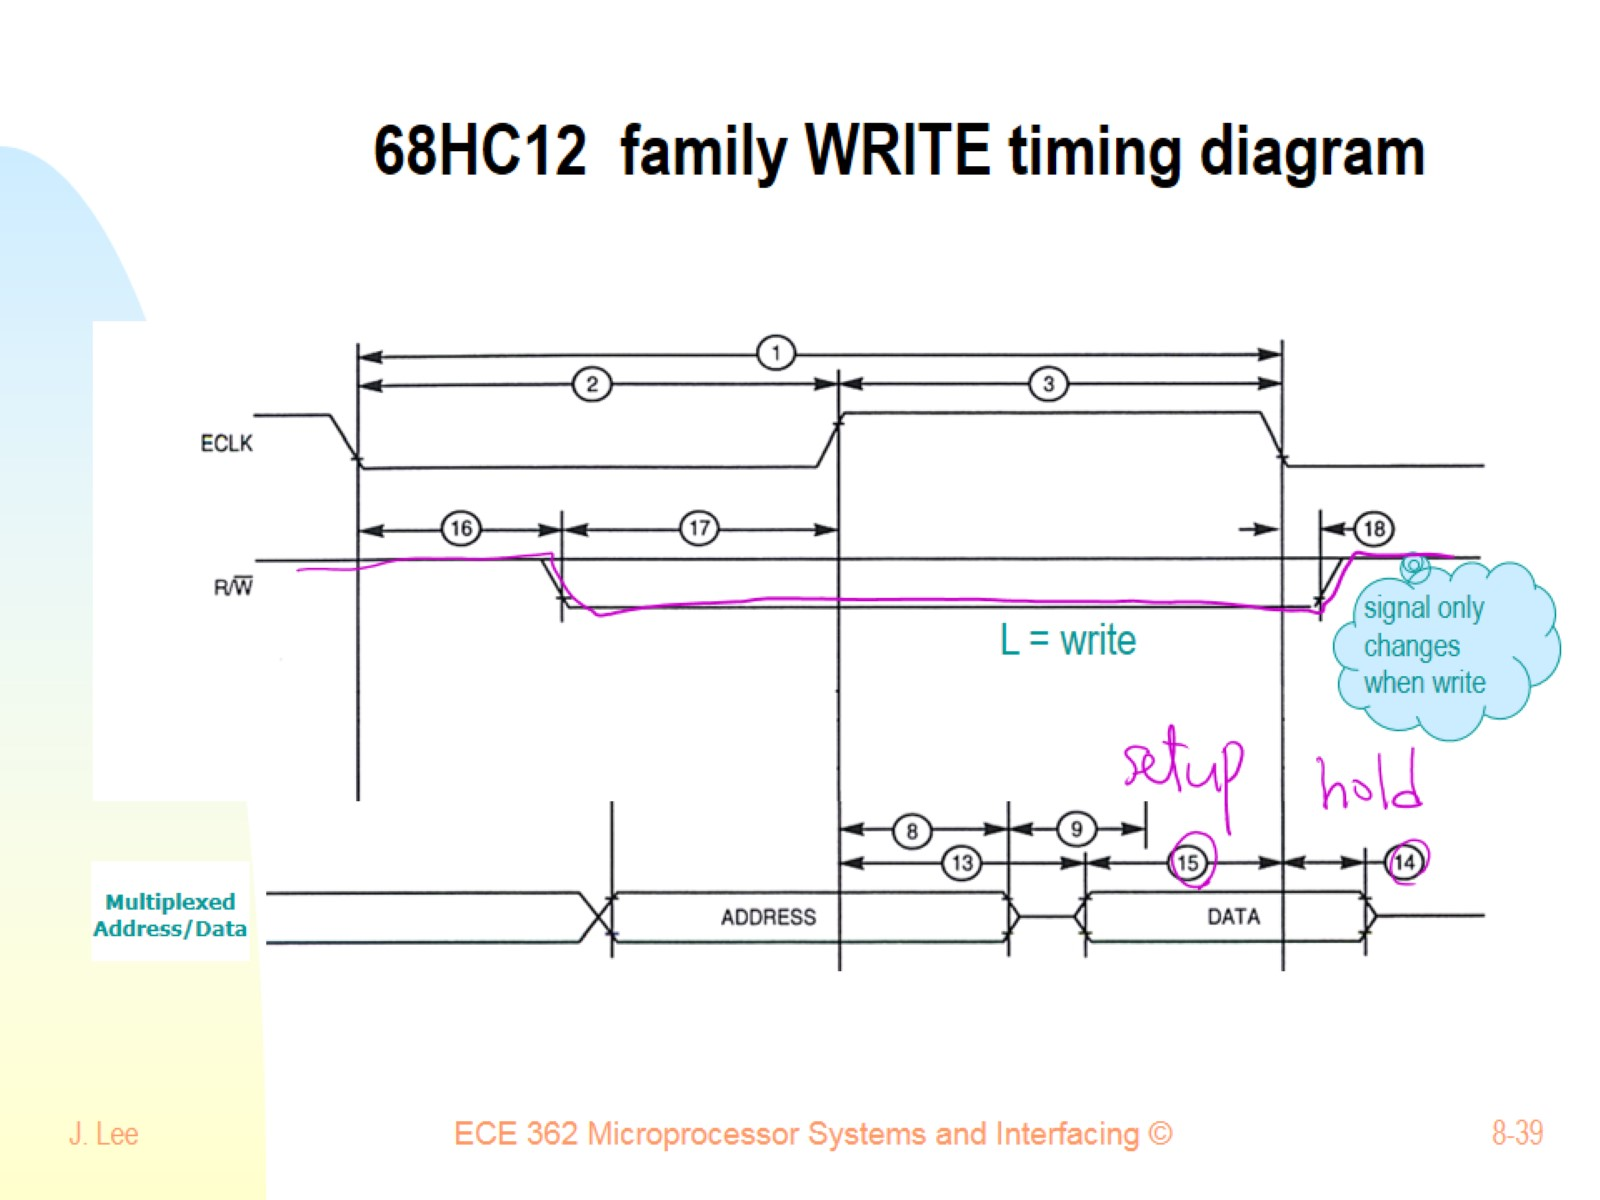 68HC12 family WRITE timing diagram
1
2
3
ECLK
16
17
18
R/W̅
signal only
changes
when write
L = write
setup
hold
8
9
13
15
14
Multiplexed
Address/Data
ADDRESS
DATA
J. Lee
ECE 362 Microprocessor Systems and Interfacing ©
8-39